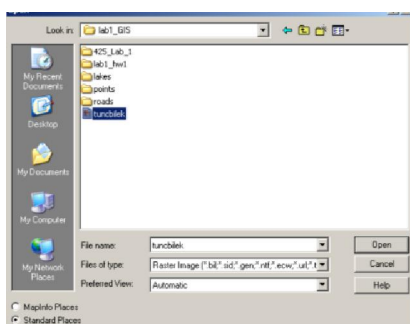 Look in:
lab1_GIS
425_Lab_1
lab1_hw1
lakes
points
roads
tuncbilek
My Recent
Documents
Desktop
My Documents
My Computer
My Network
Places
File name:
tuncbilek
Open
Files of type:
Raster Image (*.bil;*.sid;*.gen;*.ntf;*.ecw;*.url;*.t
Cancel
Preferred View:
Automatic
Help
MapInfo Places
Standard Places